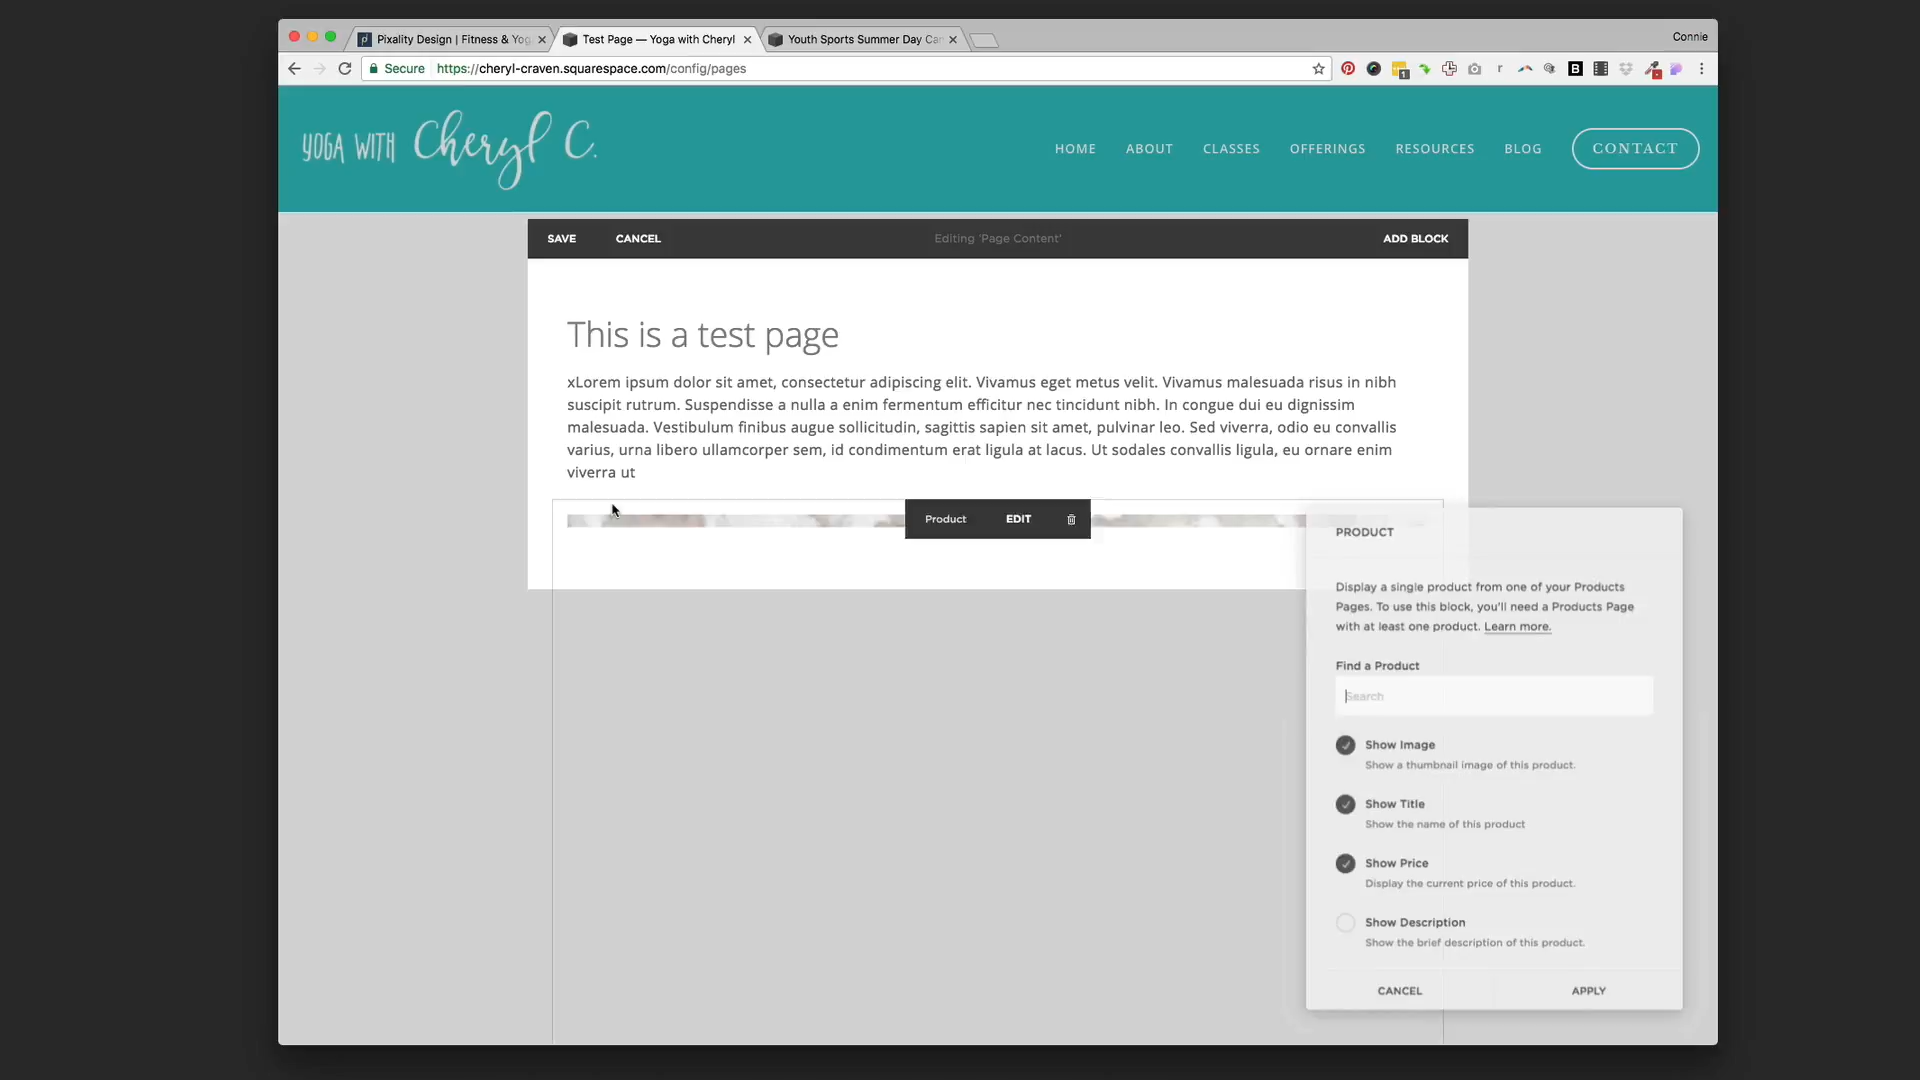 Pixality Design | Fitness & Yog
Test Page — Yoga with Cheryl
Youth Sports Summer Day Car
Connie
Secure
https://cheryl-craven.squarespace.com/config/pages
YOGA WITH Cheryl C.
HOME
ABOUT
CLASSES
OFFERINGS
RESOURCES
BLOG
CONTACT
SAVE
CANCEL
Editing 'Page Content'
ADD BLOCK
This is a test page
xLorem ipsum dolor sit amet, consectetur adipiscing elit. Vivamus eget metus velit. Vivamus malesuada risus in nibh
suscipit rutrum. Suspendisse a nulla a enim fermentum efficitur nec tincidunt nibh. In congue dui eu dignissim
malesuada. Vestibulum finibus augue sollicitudin, sagittis sapien sit amet, pulvinar leo. Sed viverra, odio eu convallis
varius, urna libero ullamcorper sem, id condimentum erat ligula at lacus. Ut sodales convallis ligula, eu ornare enim
viverra ut
Product
EDIT
PRODUCT
Display a single product from one of your Products
Pages. To use this block, you'll need a Products Page
with at least one product. Learn more.
Find a Product
Search
Show Image
Show a thumbnail image of this product.
Show Title
Show the name of this product
Show Price
Display the current price of this product.
Show Description
Show the brief description of this product.
CANCEL
APPLY